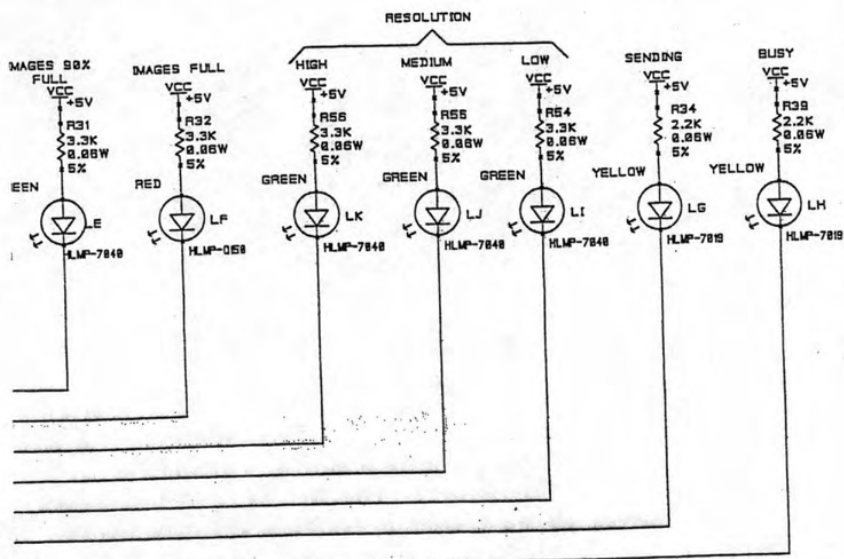 RESOLUTION
IMAGES 90%
FULL
IMAGES FULL
HIGH
MEDIUM
LOW
SENDING
BUSY
VCC
+5V
R31
3.3K
0.06W
5%
LE
HLMP-7040
VCC
+5V
R32
3.3K
0.06W
5%
RED
LF
VCC
+5V
R56
3.3K
0.06W
5%
GREEN
LK
HLMP-7040
VCC
+5V
R55
3.3K
0.06W
5%
GREEN
LJ
HLMP-7040
VCC
+5V
R54
3.3K
0.06W
5%
GREEN
LI
HLMP-7040
VCC
+5V
R34
2.2K
0.06W
5%
YELLOW
LG
HLMP-7019
VCC
+5V
R39
2.2K
0.06W
5%
YELLOW
LH
HLMP-7019